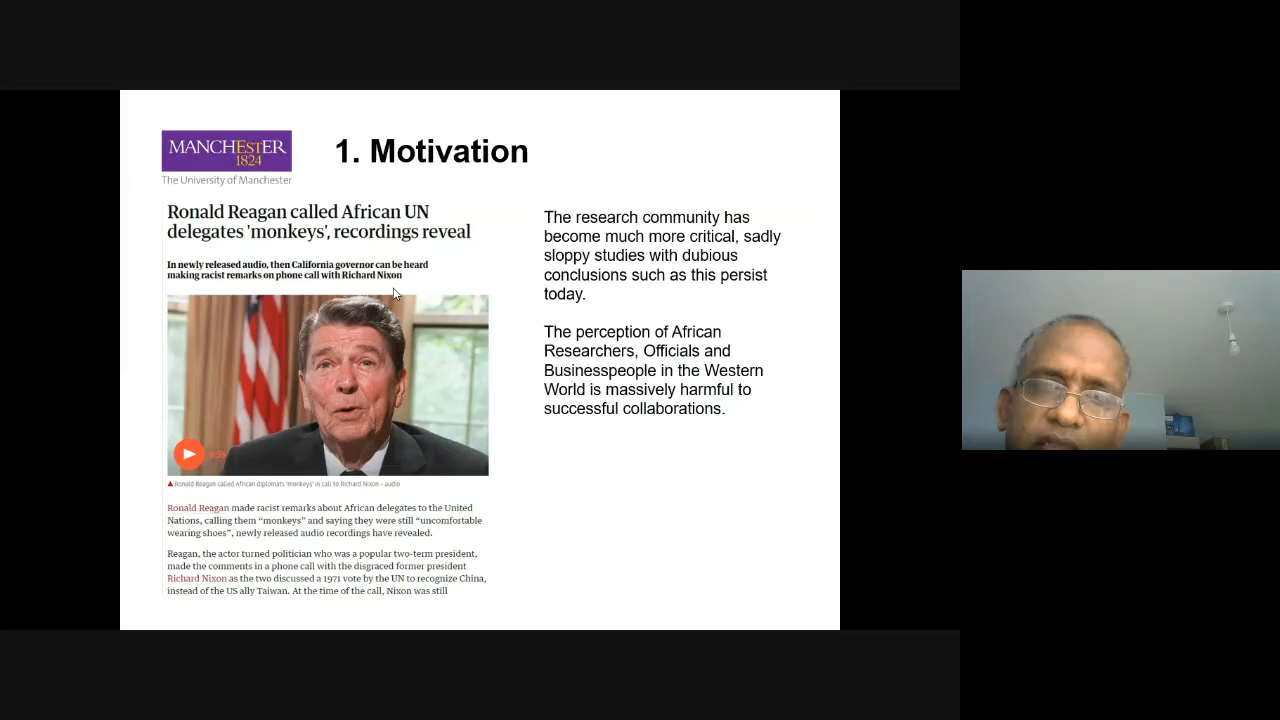 MANCHESTER
1824
The University of Manchester
1. Motivation
Ronald Reagan called African UN
delegates 'monkeys', recordings reveal
In newly released audio, then California governor can be heard
making racist remarks on phone call with Richard Nixon
Ronald Reagan called African diplomats 'monkeys' in call to Richard Nixon - audio
Ronald Reagan made racist remarks about African delegates to the United
Nations, calling them “monkeys” and saying they were still “uncomfortable
wearing shoes”, newly released audio recordings have revealed.
Reagan, the actor turned politician who was a popular two-term president,
made the comments in a phone call with the disgraced former president
Richard Nixon as the two discussed a 1971 vote by the UN to recognize China,
instead of the US ally Taiwan. At the time of the call, Nixon was still
The research community has
become much more critical, sadly
sloppy studies with dubious
conclusions such as this persist
today.
The perception of African
Researchers, Officials and
Businesspeople in the Western
World is massively harmful to
successful collaborations.